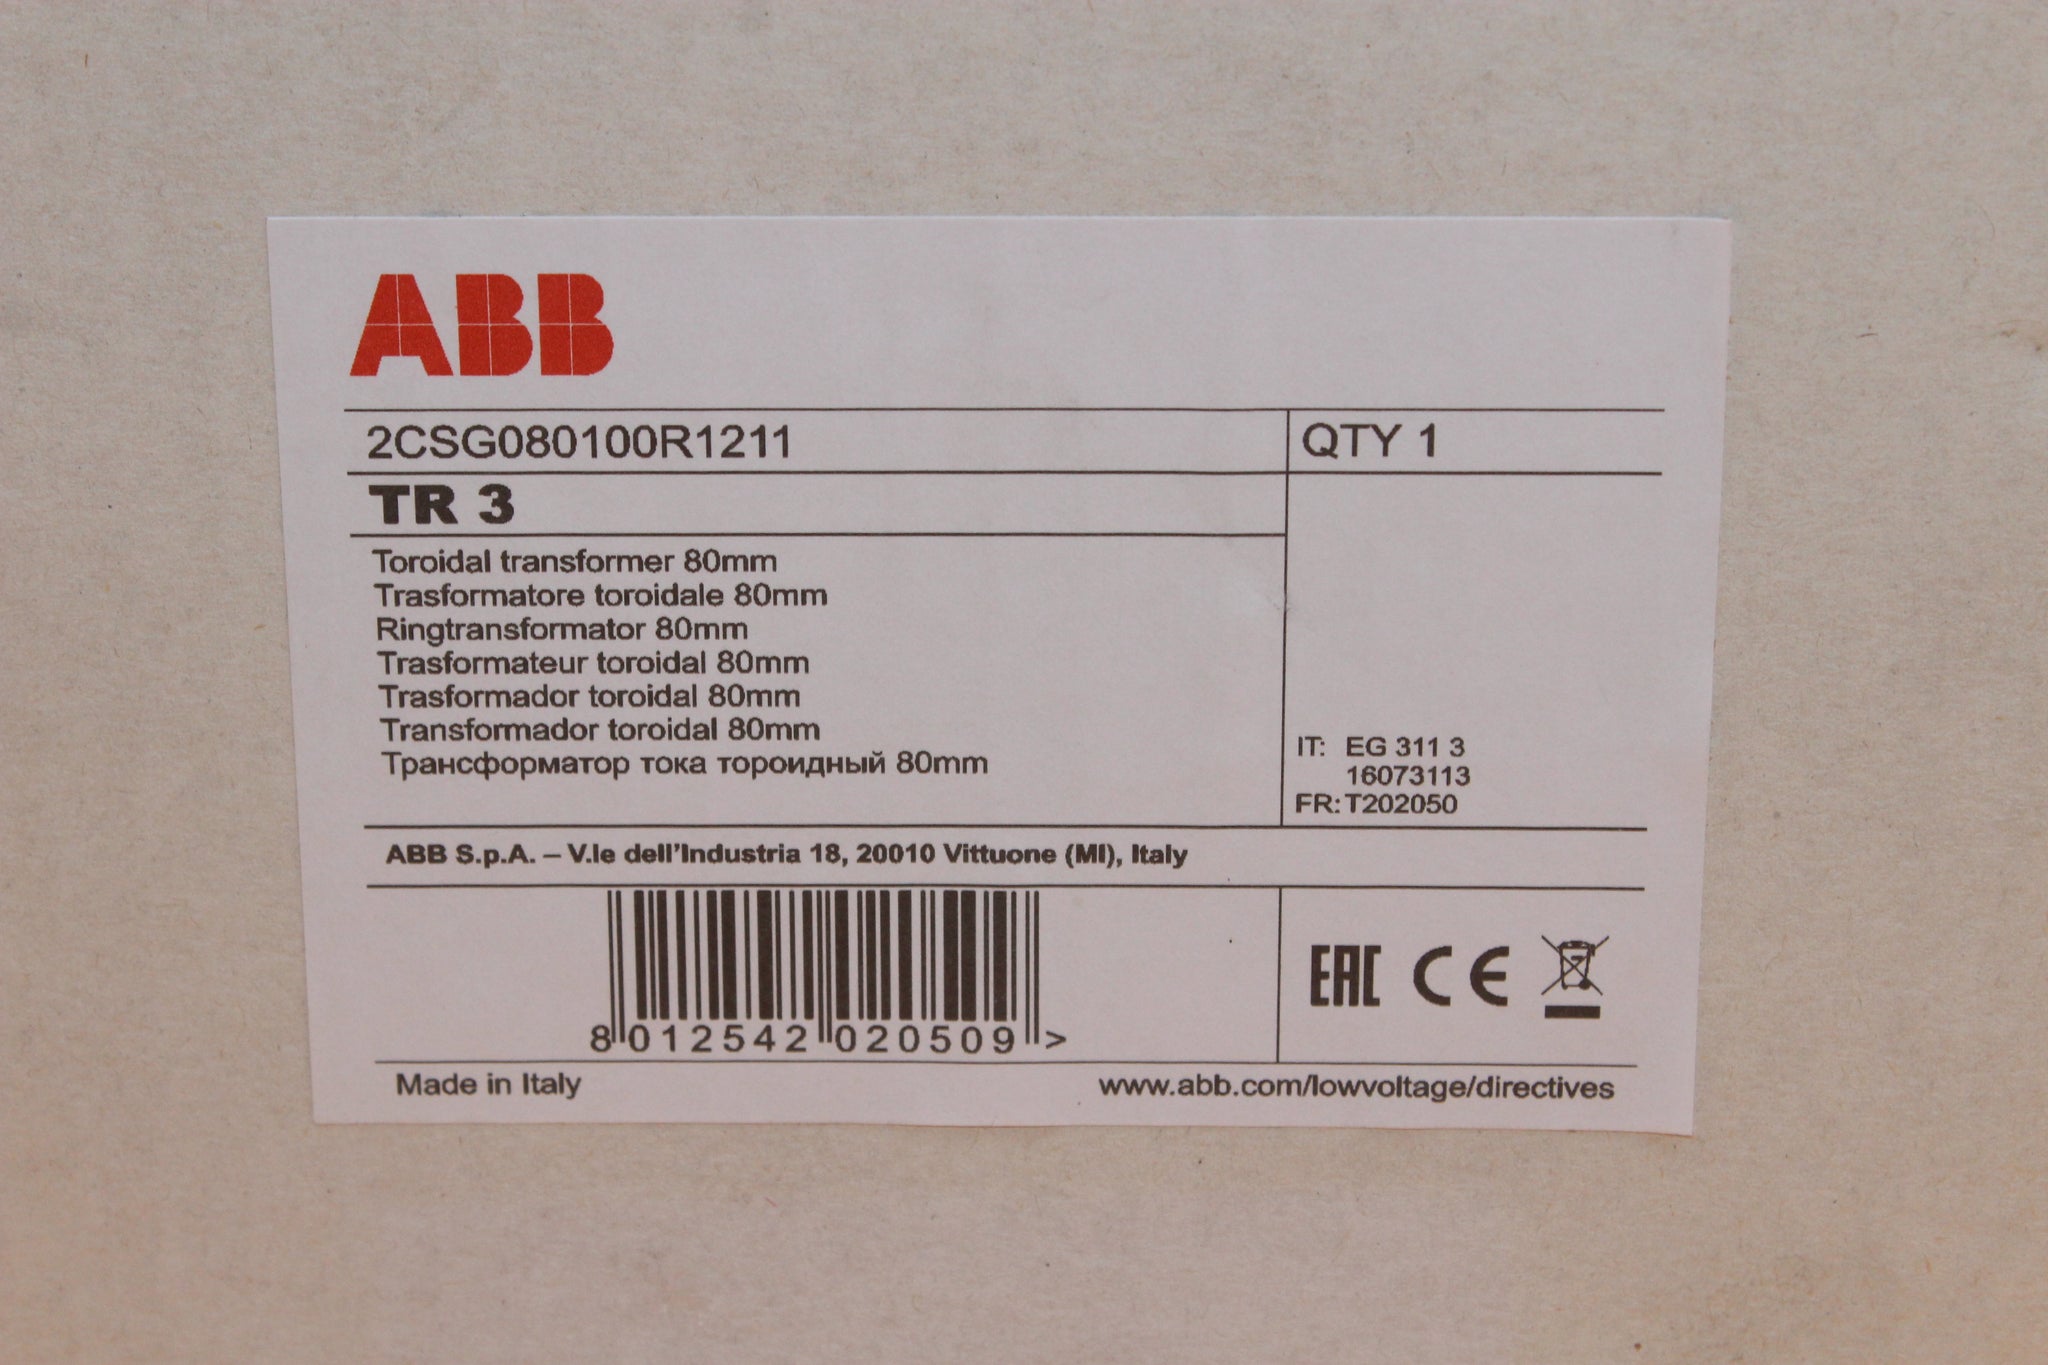 ABB
2CSG080100R1211
QTY 1
TR 3
Toroidal transformer 80mm
Trasformatore toroidale 80mm
Ringtransformator 80mm
Trasformateur toroidal 80mm
Trasformador toroidal 80mm
Transformador toroidal 80mm
Трансформатор тока тороидный 80mm
IT: EG 311 3
16073113
FR: T202050
ABB S.p.A. – V.le dell'Industria 18, 20010 Vittuone (MI), Italy
8 012542 020509 >
EAC CE
Made in Italy
www.abb.com/lowvoltage/directives